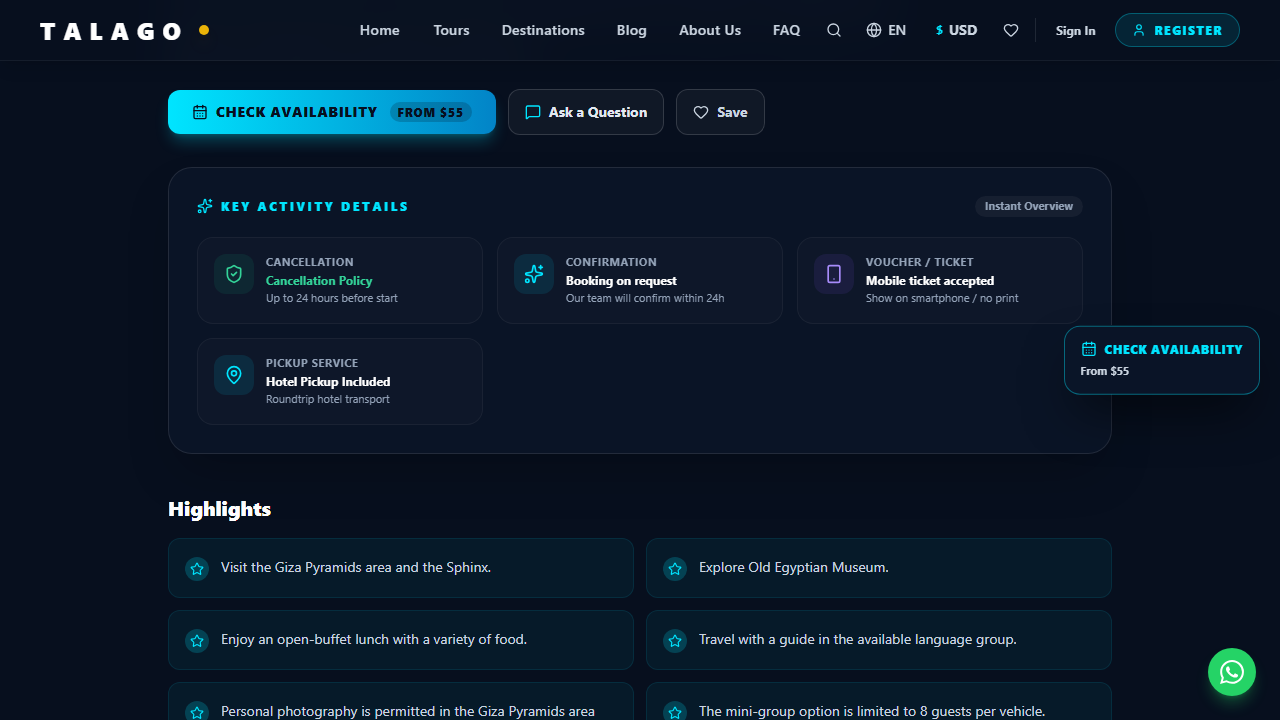 TALAGO
Home
Tours
Destinations
Blog
About Us
FAQ
EN
$ USD
Sign In
REGISTER
CHECK AVAILABILITY FROM $55
Ask a Question
Save
KEY ACTIVITY DETAILS
Instant Overview
CANCELLATION
Cancellation Policy
Up to 24 hours before start
CONFIRMATION
Booking on request
Our team will confirm within 24h
VOUCHER / TICKET
Mobile ticket accepted
Show on smartphone / no print
PICKUP SERVICE
Hotel Pickup Included
Roundtrip hotel transport
CHECK AVAILABILITY
From $55
Highlights
Visit the Giza Pyramids area and the Sphinx.
Explore Old Egyptian Museum.
Enjoy an open-buffet lunch with a variety of food.
Travel with a guide in the available language group.
Personal photography is permitted in the Giza Pyramids area
The mini-group option is limited to 8 guests per vehicle.